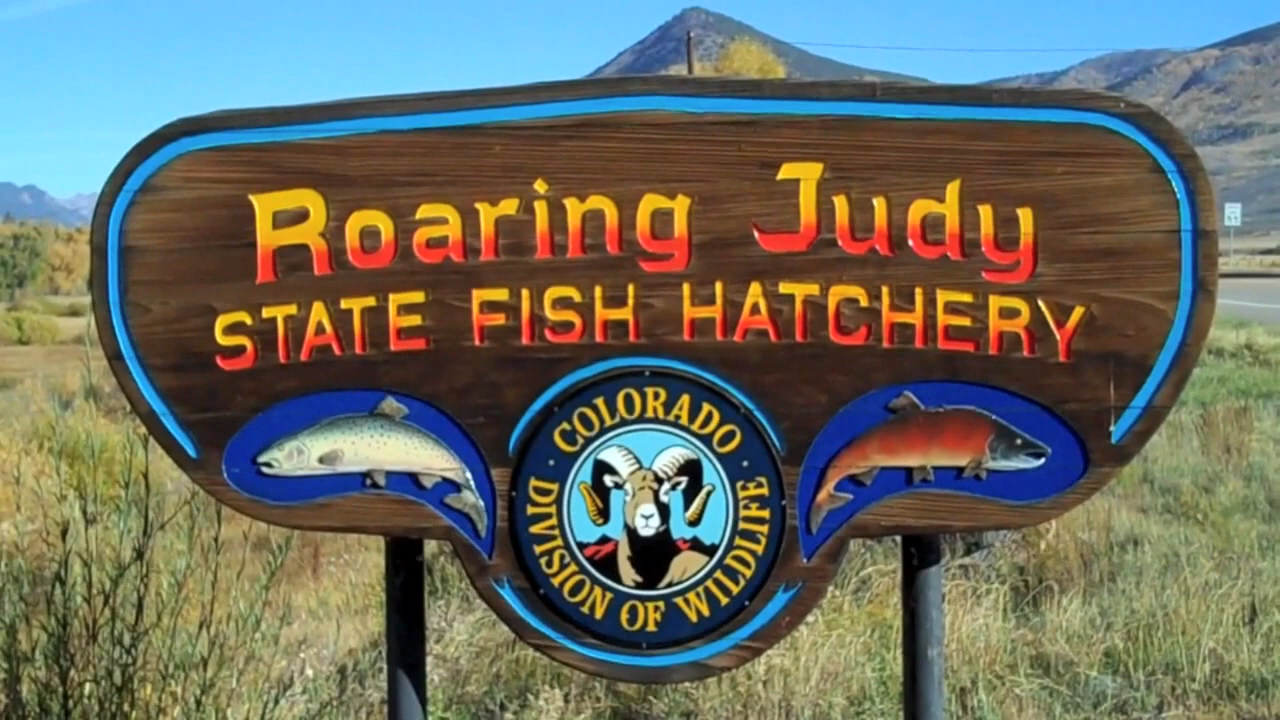 Roaring Judy
STATE FISH HATCHERY
COLORADO
DIVISION OF WILDLIFE